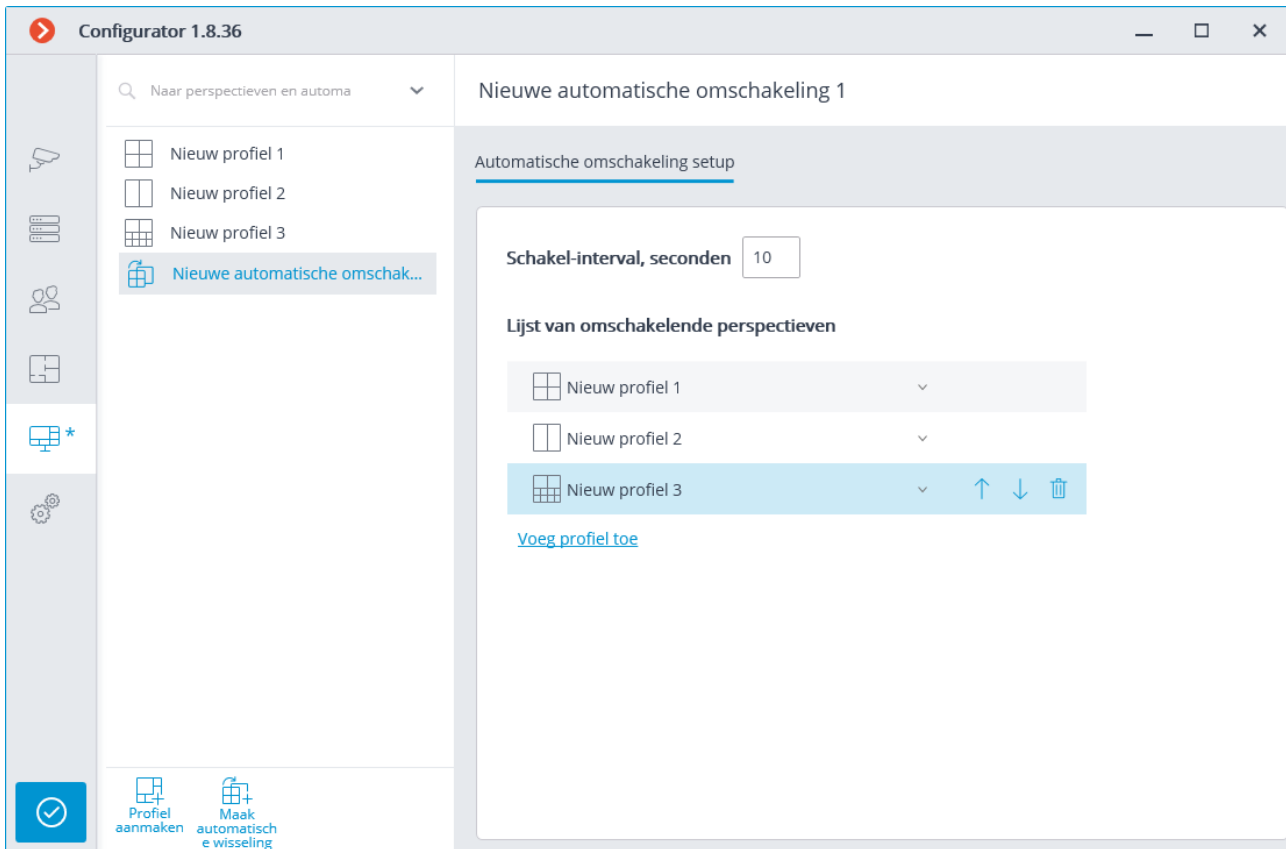 Configurator 1.8.36
Naar perspectieven en automa
Nieuw profiel 1
Nieuw profiel 2
Nieuw profiel 3
Nieuwe automatische omschak...
Profiel
aanmaken
Maak
automatisch
e wisseling
Nieuwe automatische omschakeling 1
Automatische omschakeling setup
Schakel-interval, seconden 10
Lijst van omschakelende perspectieven
Nieuw profiel 1
Nieuw profiel 2
Nieuw profiel 3
Voeg profiel toe